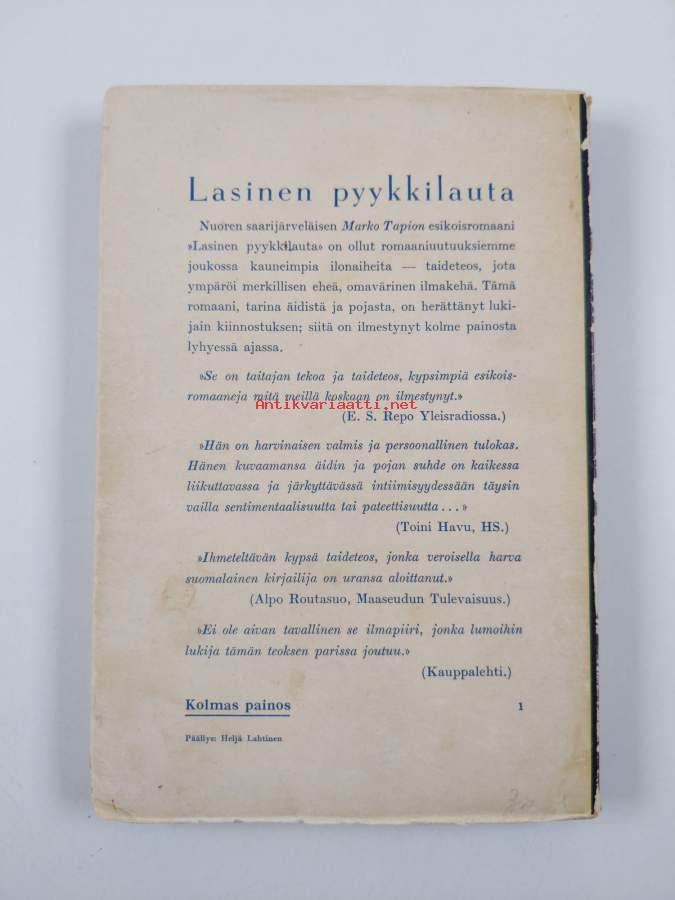 Lasinen pyykkilauta
Nuoren saarijärveläisen Marko Tapion esikoisromaani
»Lasinen pyykkilauta» on ollut romaaniuutuuksiemme
joukossa kauneimpia ilonaiheita — taideteos, jota
ympäröi merkillisen eheä, omavärinen ilmakehä. Tämä
romaani, tarina äidistä ja pojasta, on herättänyt luki-
jain kiinnostuksen; siitä on ilmestynyt kolme painosta
lyhyessä ajassa.
»Se on taitajan tekoa ja taideteos, kypsimpiä esikois-
romaaneja mitä meillä koskaan on ilmestynyt.»
Antikvariaatti.net
(E. S. Repo Yleisradiossa.)
»Hän on harvinaisen valmis ja persoonallinen tulokas.
Hänen kuvaamansa äidin ja pojan suhde on kaikessa
liikuttavassa ja järkyttävässä intiimisyydessään täysin
vailla sentimentaalisuutta tai pateettisuutta . . . »
(Toini Havu, HS.)
»Ihmeteltävän kypsä taideteos, jonka veroisella harva
suomalainen kirjailija on uransa aloittanut.»
(Alpo Routasuo, Maaseudun Tulevaisuus.)
»Ei ole aivan tavallinen se ilmapiiri, jonka lumoihin
lukija tämän teoksen parissa joutuu.»
(Kauppalehti.)
Kolmas painos 1
Päällys: Heljä Lahtinen